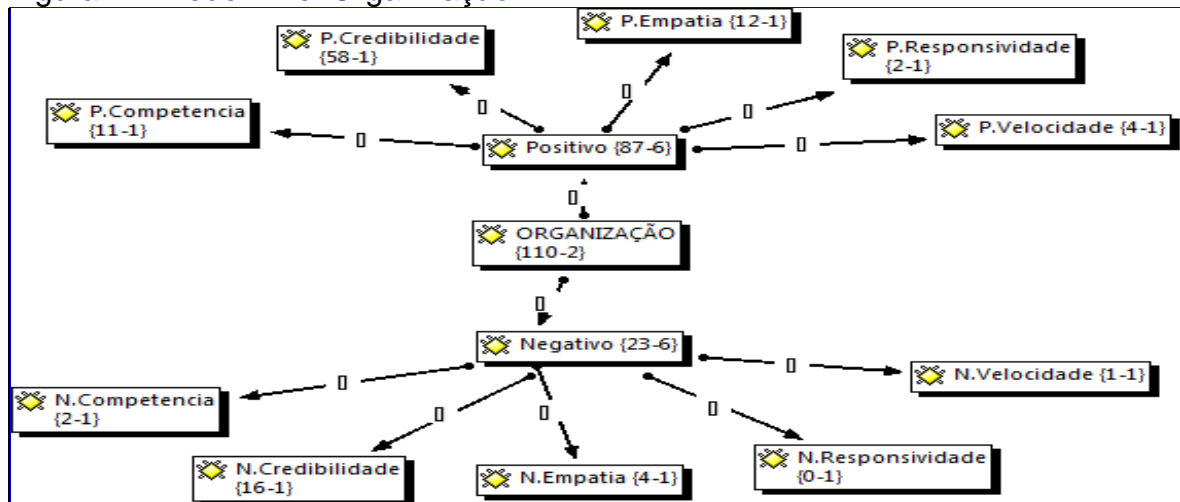 P.Empatia {12-1}
P.Credibilidade
{58-1}
P.Responsividade
{2-1}
P.Competencia
{11-1}
P.Velocidade {4-1}
Positivo {87-6}
ORGANIZAÇÃO
{110-2}
Negativo {23-6}
N.Velocidade {1-1}
N.Competencia
{2-1}
N.Credibilidade
{16-1}
N.Empatia {4-1}
N.Responsividade
{0-1}